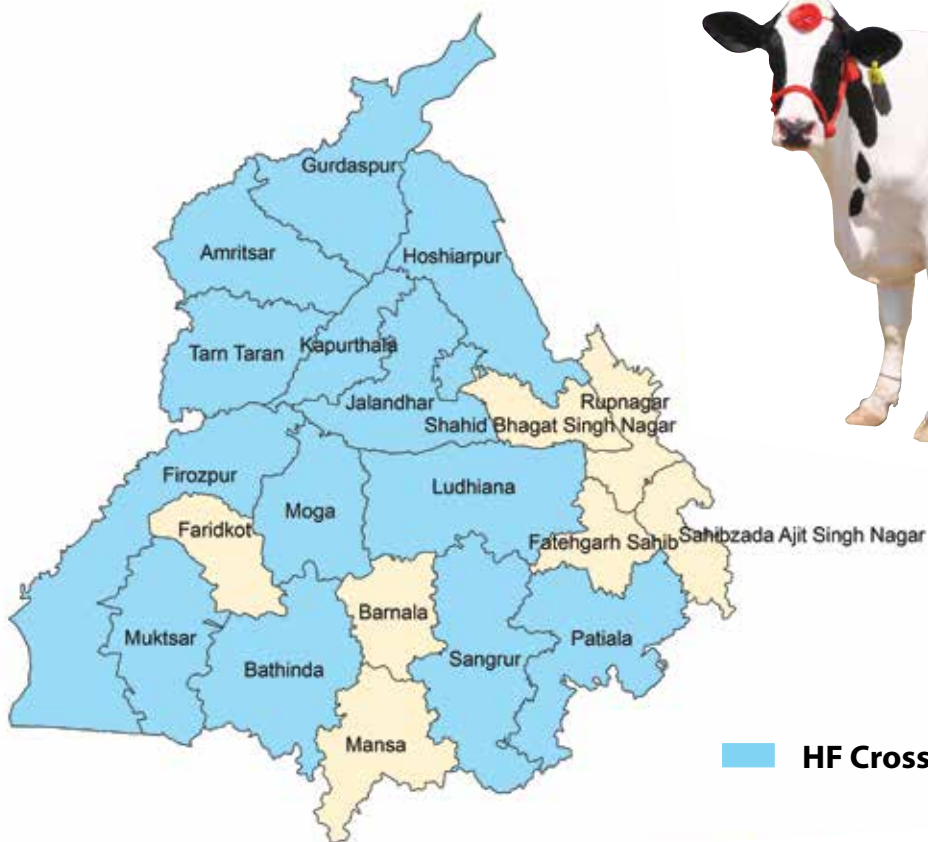 Gurdaspur
Amritsar
Hoshiarpur
Tarn Taran
Kapurthala
Jalandhar
Rupnagar
Shahid Bhagat Singh Nagar
Firozpur
Ludhiana
Moga
Faridkot
Fatehgarh Sahib
Sahibzada Ajit Singh Nagar
Barnala
Muktsar
Patiala
Sangrur
Bathinda
Mansa
HF Cross